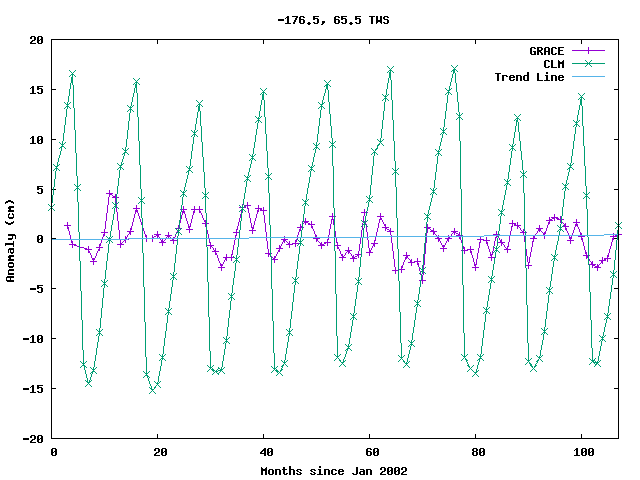 -176.5, 65.5 TWS
GRACE
CLM
Trend Line
20
15
10
5
0
-5
-10
-15
-20
Anomaly (cm)
0 20 40 60 80 100
Months since Jan 2002